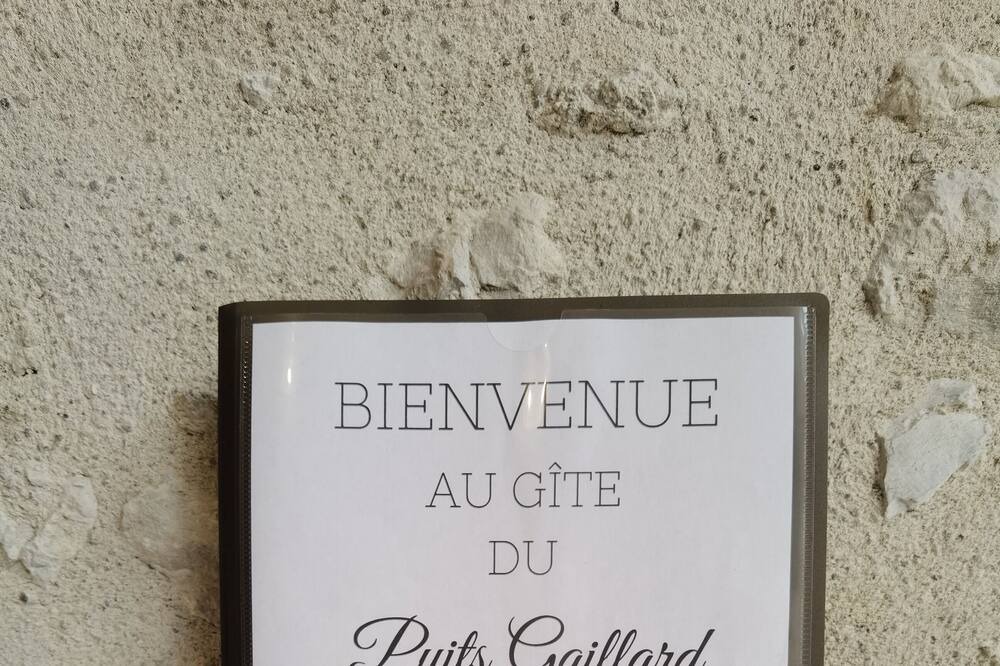 BIENVENUE
AU GÎTE
DU
Puits Gaillard